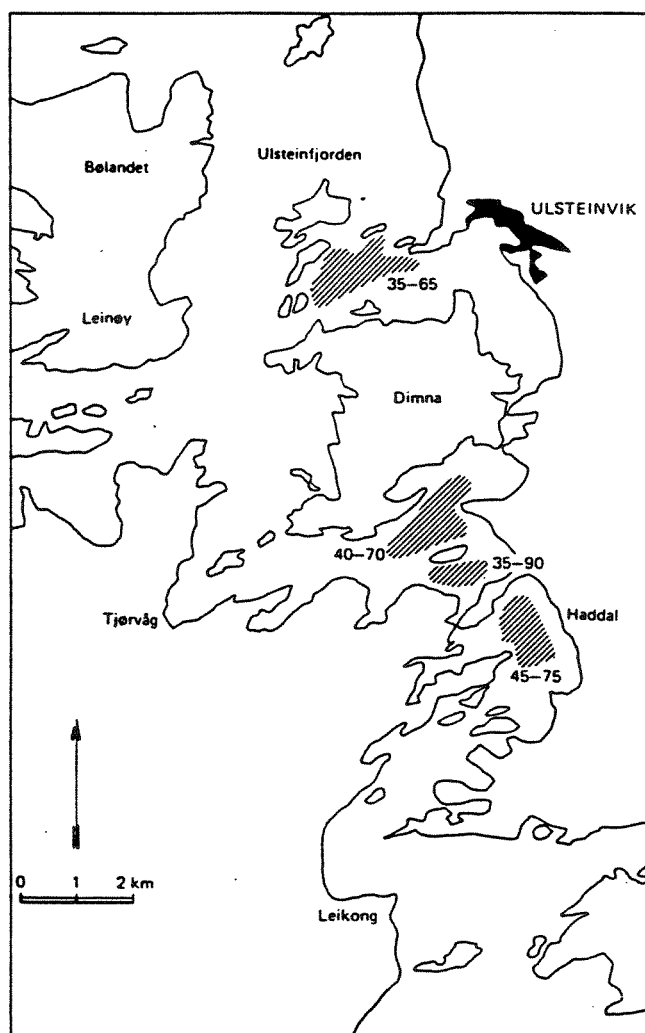 Bølandet
Ulsteinfjorden
ULSTEINVIK
35–65
Leinøy
Dimna
40–70
35–90
Tjørvåg
Haddal
45–75
0 1 2 km
Leikong